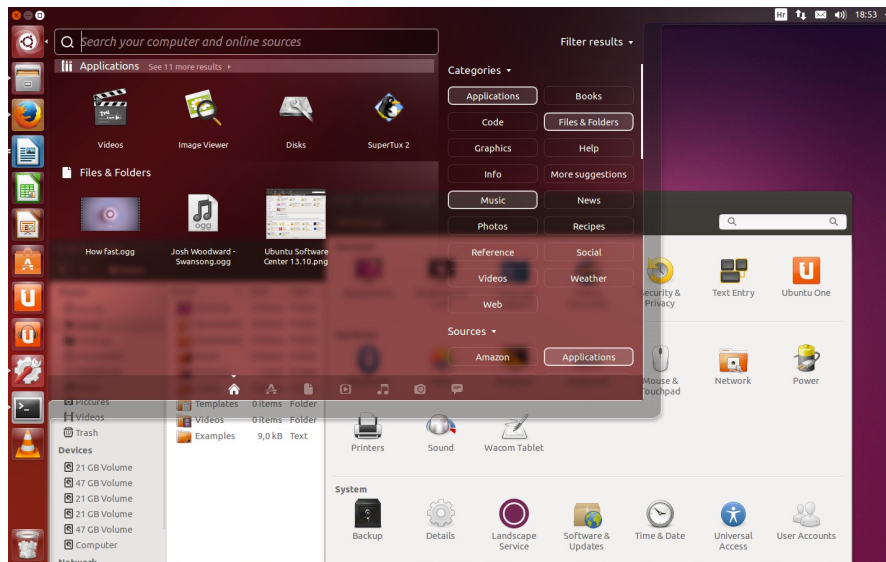 Hr 18:53
Search your computer and online sources
Filter results
Applications See 11 more results
Videos
Image Viewer
Disks
SuperTux 2
Files & Folders
How fast.ogg
ogg
Josh Woodward -
Swansong.ogg
Ubuntu Software
Center 13.10.png
Categories
Applications
Books
Code
Files & Folders
Graphics
Help
Info
More suggestions
Music
News
Photos
Recipes
Reference
Social
Videos
Weather
Web
Sources
Amazon
Applications
Security &
Privacy
Text Entry
Ubuntu One
Mouse &
Touchpad
Network
Power
Pictures
Videos
Trash
Devices
21 GB Volume
47 GB Volume
21 GB Volume
21 GB Volume
47 GB Volume
Computer
Network
Templates 0 items Folder
Videos 0 items Folder
Examples 9,0 kB Text
Printers
Sound
Wacom Tablet
System
Backup
Details
Landscape
Service
Software &
Updates
Time & Date
Universal
Access
User Accounts